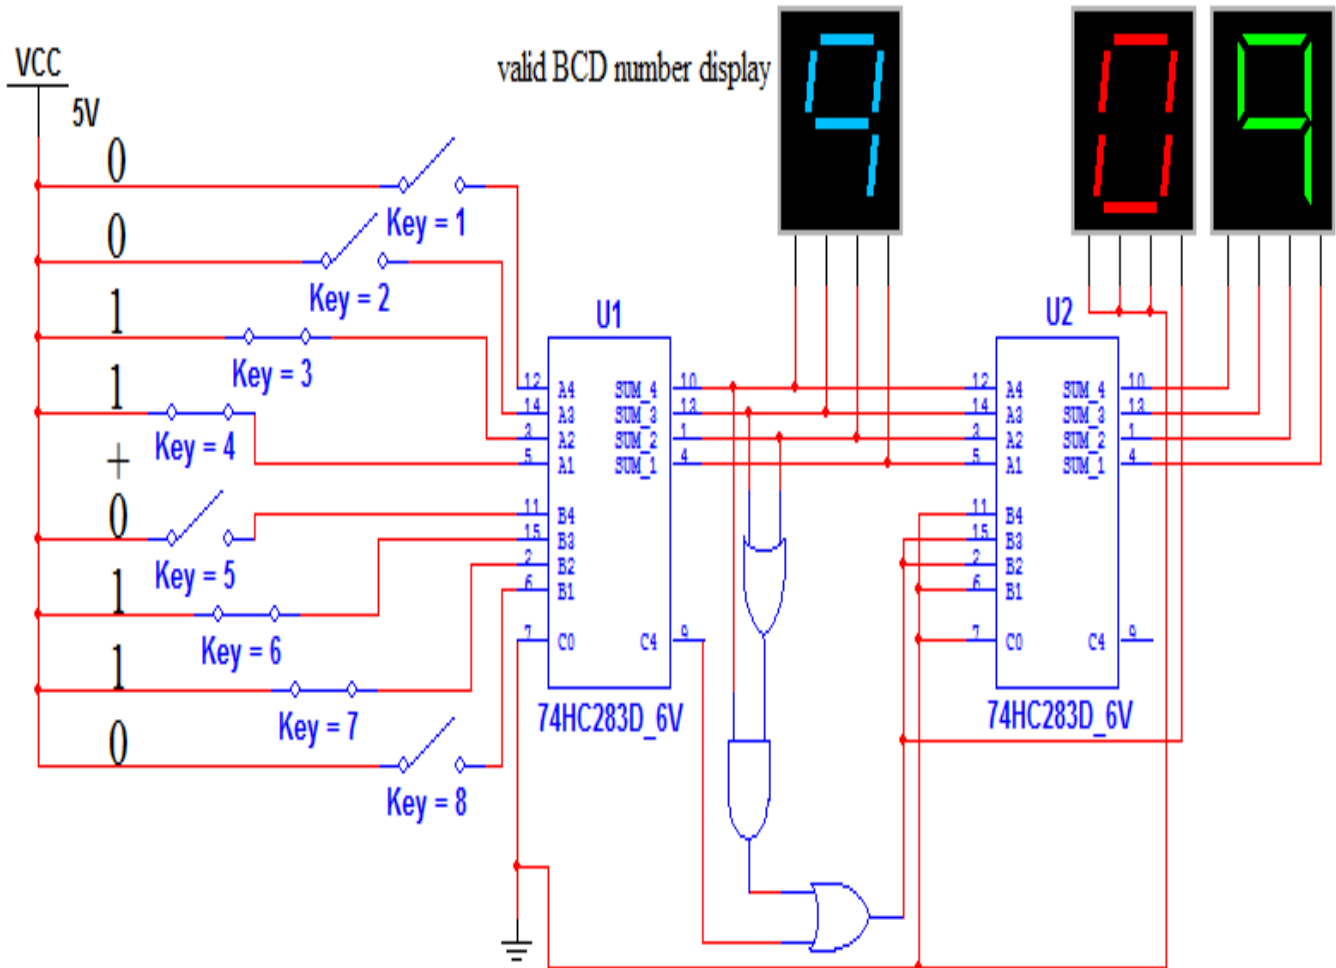 valid BCD number display
9
0
9
VCC
5V
0
Key = 1
0
Key = 2
1
Key = 3
1
Key = 4
+
0
Key = 5
1
Key = 6
1
Key = 7
0
Key = 8
U1
12 A4 SUM_4 10
14 A3 SUM_3 13
3 A2 SUM_2 1
5 A1 SUM_1 4
11 B4
15 B3
2 B2
6 B1
7 C0 C4 9
74HC283D_6V
U2
12 A4 SUM_4 10
14 A3 SUM_3 13
3 A2 SUM_2 1
5 A1 SUM_1 4
11 B4
15 B3
2 B2
6 B1
7 C0 C4 9
74HC283D_6V